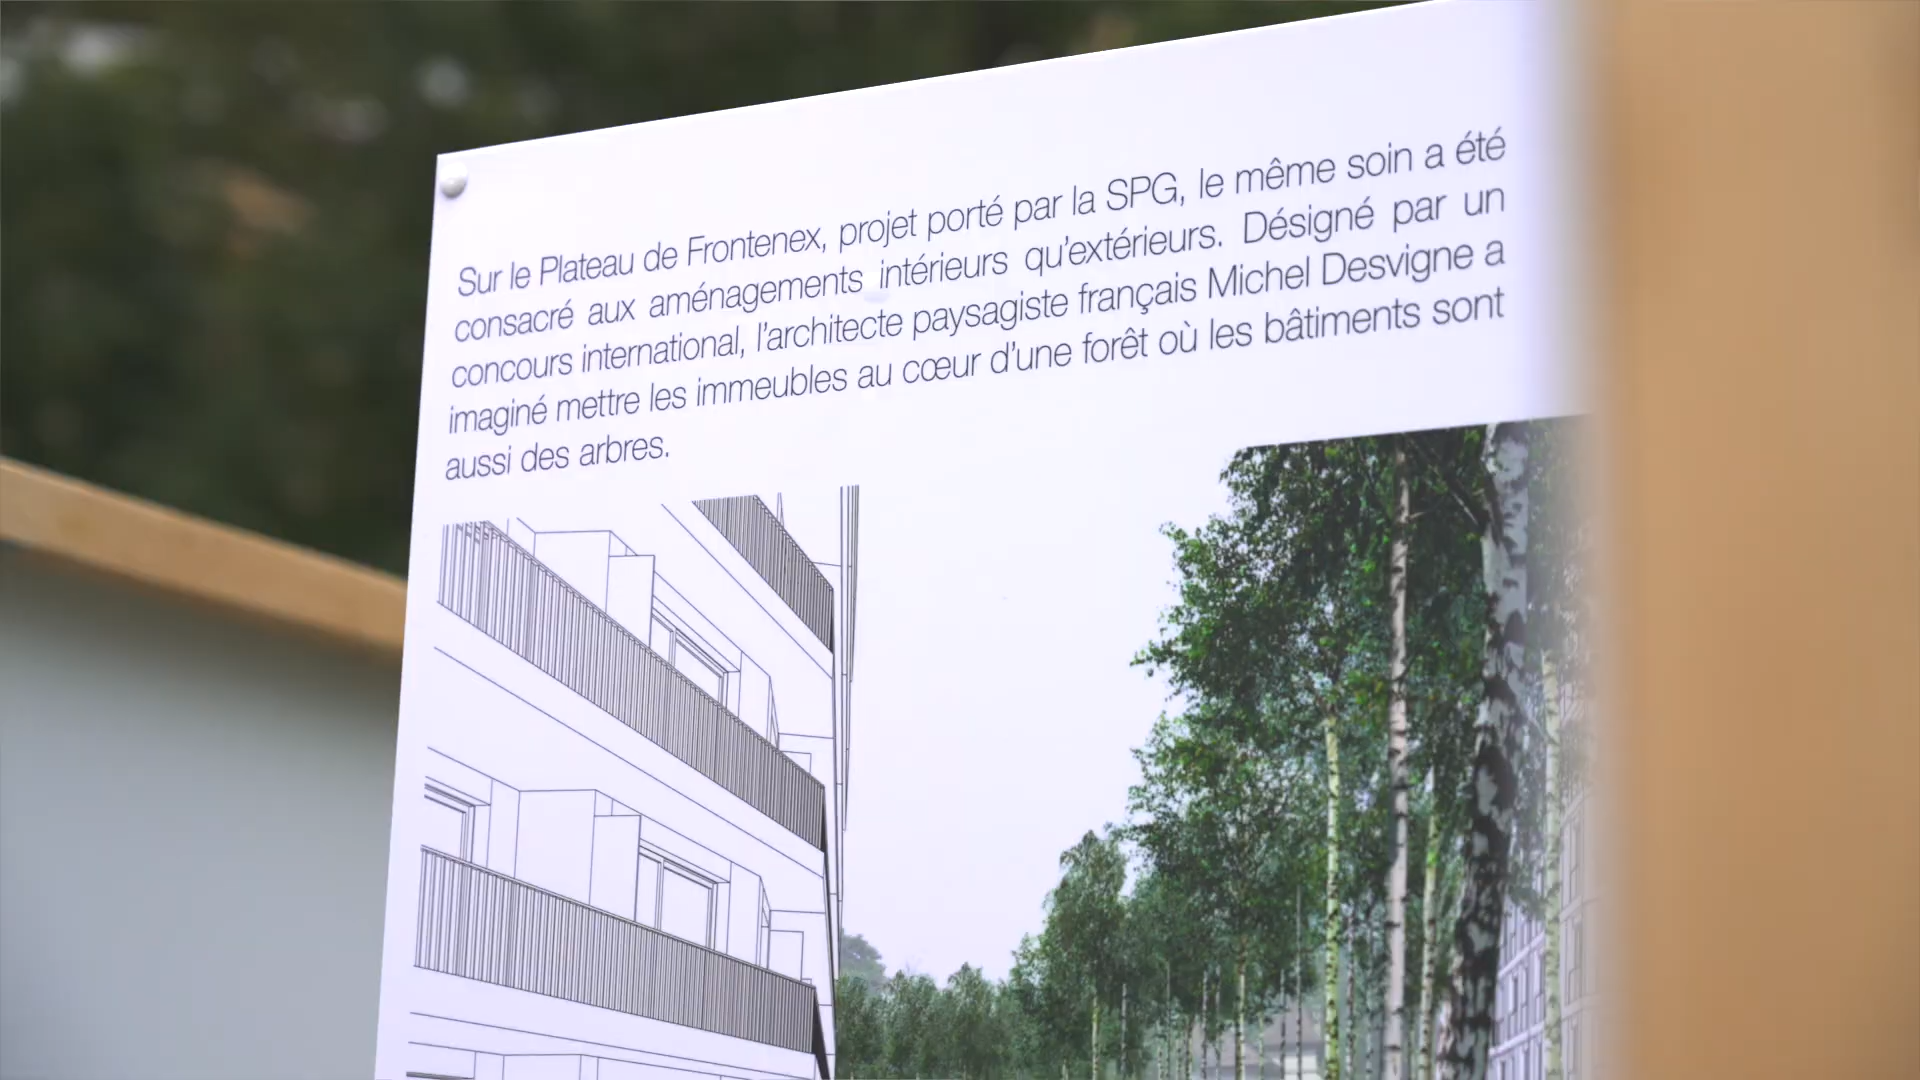 Sur le Plateau de Frontenex, projet porté par la SPG, le même soin a été
consacré aux aménagements intérieurs qu'extérieurs. Désigné par un
concours international, l'architecte paysagiste français Michel Desvigne a
imaginé mettre les immeubles au cœur d'une forêt où les bâtiments sont
aussi des arbres.